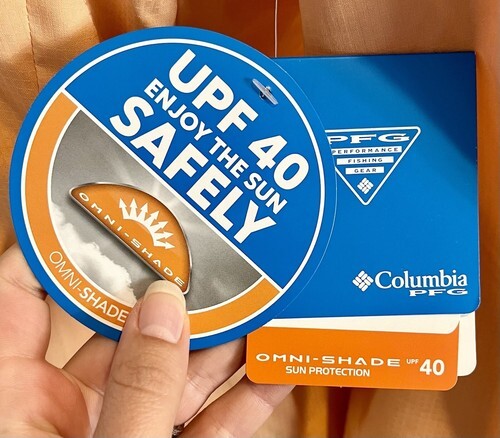 UPF 40
ENJOY THE SUN
SAFELY
OMNI-SHADE
OMNI-SHADE
PFG
PERFORMANCE
FISHING
GEAR
Columbia
PFG
OMNI-SHADE UPF 40
SUN PROTECTION